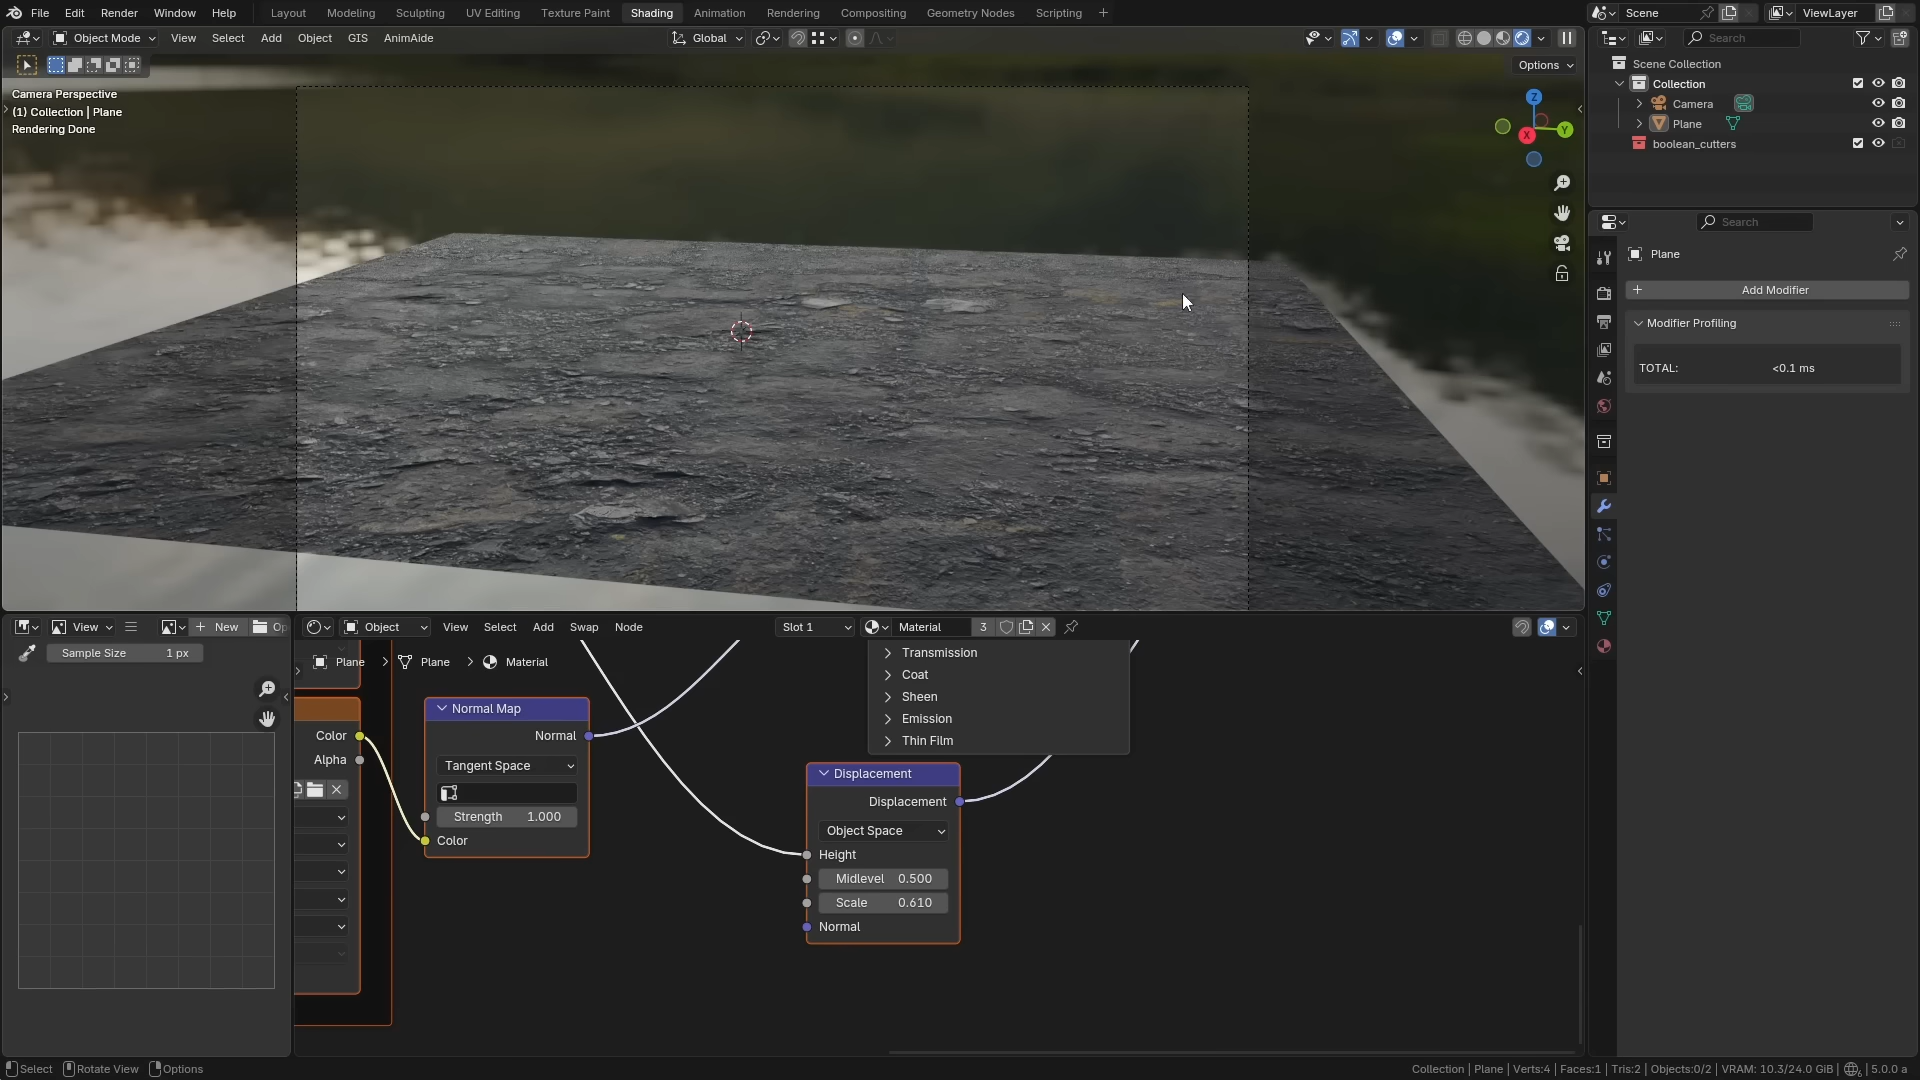 File Edit Render Window Help Layout Modeling Sculpting UV Editing Texture Paint Shading Animation Rendering Compositing Geometry Nodes Scripting +
Scene ViewLayer
Object Mode View Select Add Object GIS AnimAide Global
Search
Options
Camera Perspective
(1) Collection | Plane
Rendering Done
Z
Y
X
Scene Collection
Collection
Camera
Plane
boolean_cutters
Search
Plane
+ Add Modifier
Modifier Profiling
TOTAL: <0.1 ms
View + New Op
Sample Size 1 px
Object View Select Add Swap Node Slot 1 Material 3
Plane > Plane > Material
Transmission
Coat
Sheen
Emission
Thin Film
Color
Alpha
Normal Map
Normal
Tangent Space
Strength 1.000
Color
Displacement
Displacement
Object Space
Height
Midlevel 0.500
Scale 0.610
Normal
Select Rotate View Options
Collection | Plane | Verts:4 | Faces:1 | Tris:2 | Objects:0/2 | VRAM: 10.3/24.0 GiB | 5.0.0 a